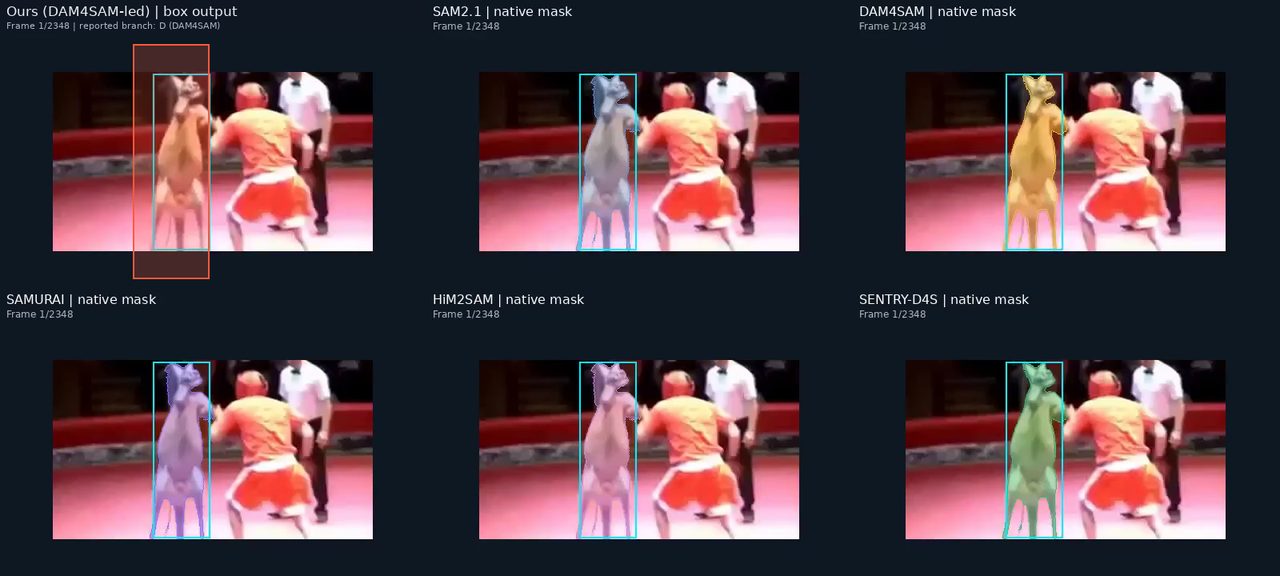 Ours (DAM4SAM-led) | box output
Frame 1/2348 | reported branch: D (DAM4SAM)
SAM2.1 | native mask
Frame 1/2348
DAM4SAM | native mask
Frame 1/2348
SAMURAI | native mask
Frame 1/2348
HiM2SAM | native mask
Frame 1/2348
SENTRY-D4S | native mask
Frame 1/2348